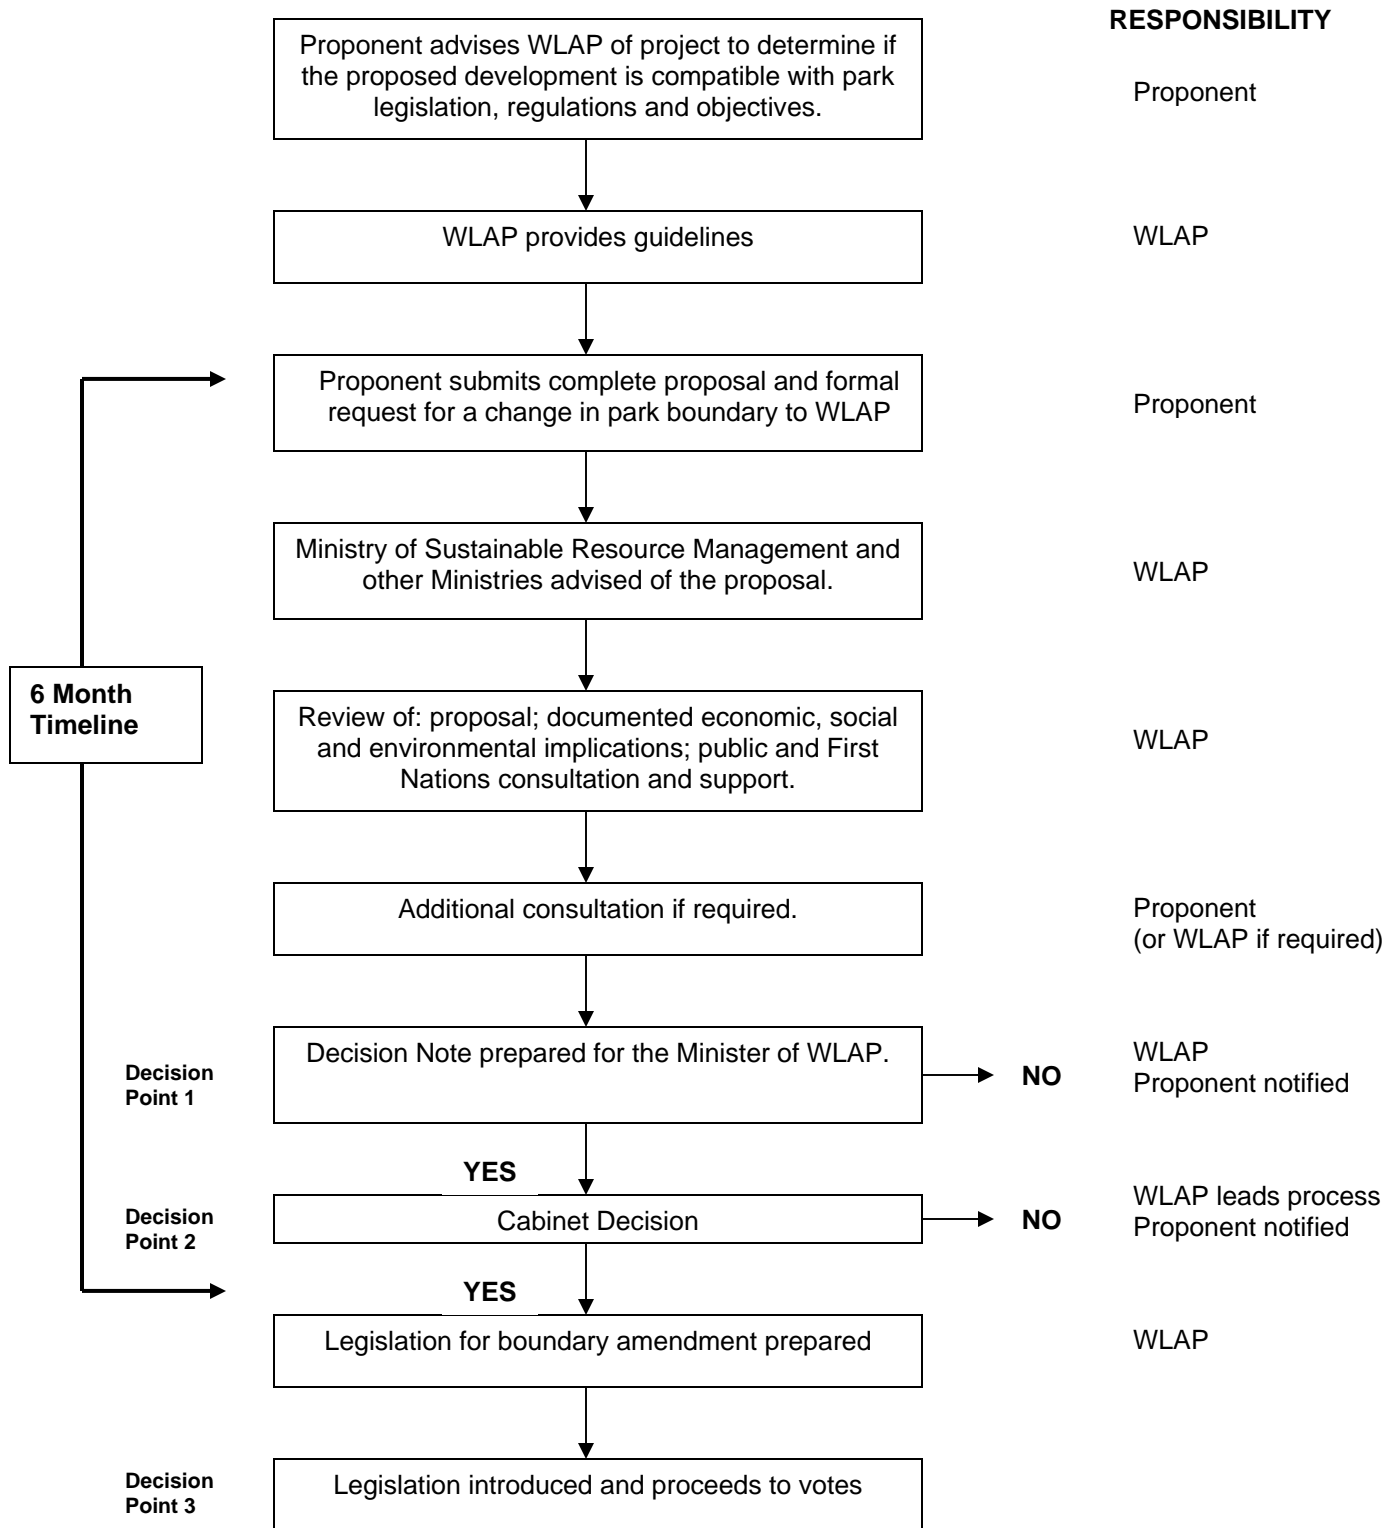 RESPONSIBILITY
Proponent advises WLAP of project to determine if
the proposed development is compatible with park
legislation, regulations and objectives.
Proponent
WLAP provides guidelines
WLAP
Proponent submits complete proposal and formal
request for a change in park boundary to WLAP
Proponent
Ministry of Sustainable Resource Management and
other Ministries advised of the proposal.
WLAP
6 Month
Timeline
Review of: proposal; documented economic, social
and environmental implications; public and First
Nations consultation and support.
WLAP
Additional consultation if required.
Proponent
(or WLAP if required)
Decision
Point 1
Decision Note prepared for the Minister of WLAP.
NO
WLAP
Proponent notified
YES
Decision
Point 2
Cabinet Decision
NO
WLAP leads process
Proponent notified
YES
Legislation for boundary amendment prepared
WLAP
Decision
Point 3
Legislation introduced and proceeds to votes